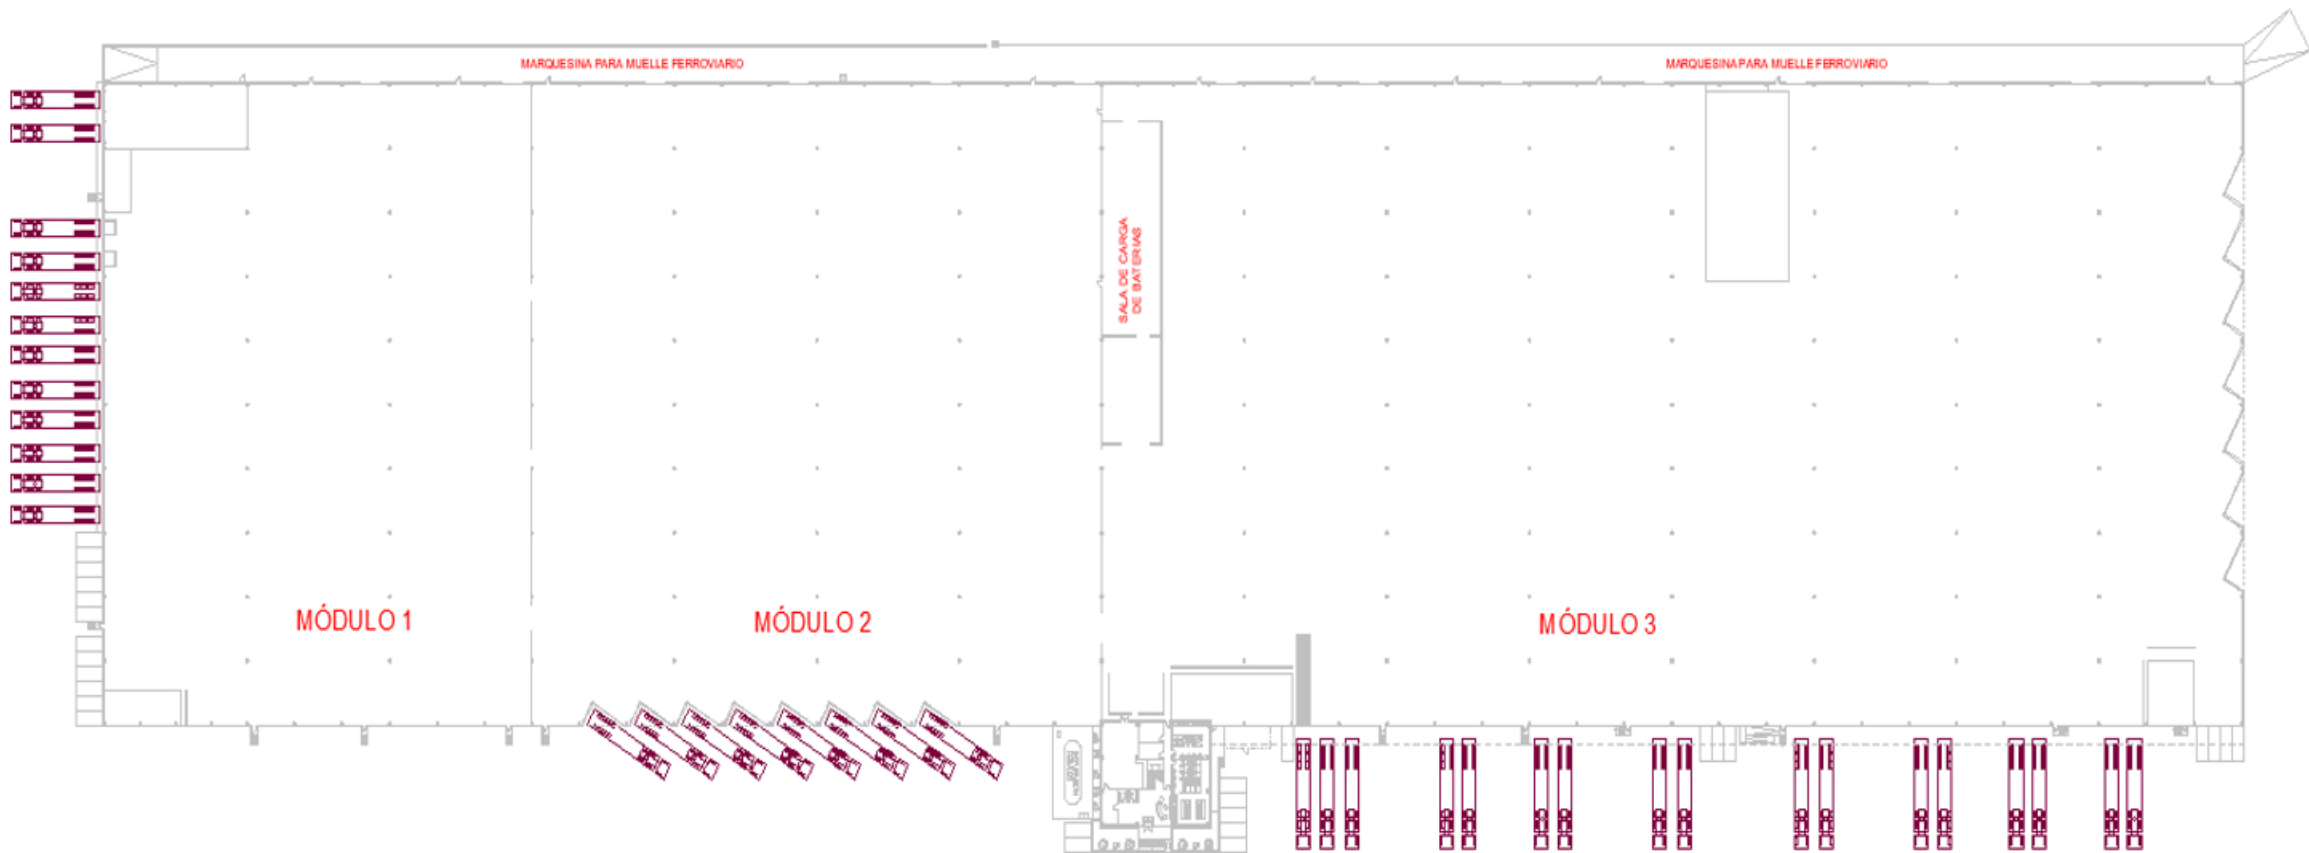 MARQUESINA PARA MUELLE FERROVIARIO
MARQUESINA PARA MUELLE FERROVIARIO
SALA DE CARGA
DE BATERIAS
MÓDULO 1
MÓDULO 2
MÓDULO 3